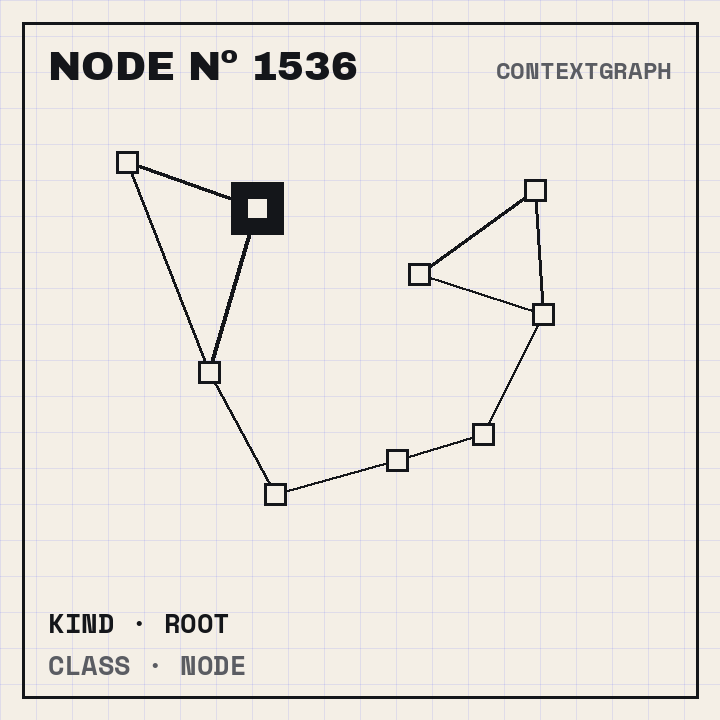 NODE Nº 1536
CONTEXTGRAPH
KIND · ROOT
CLASS · NODE